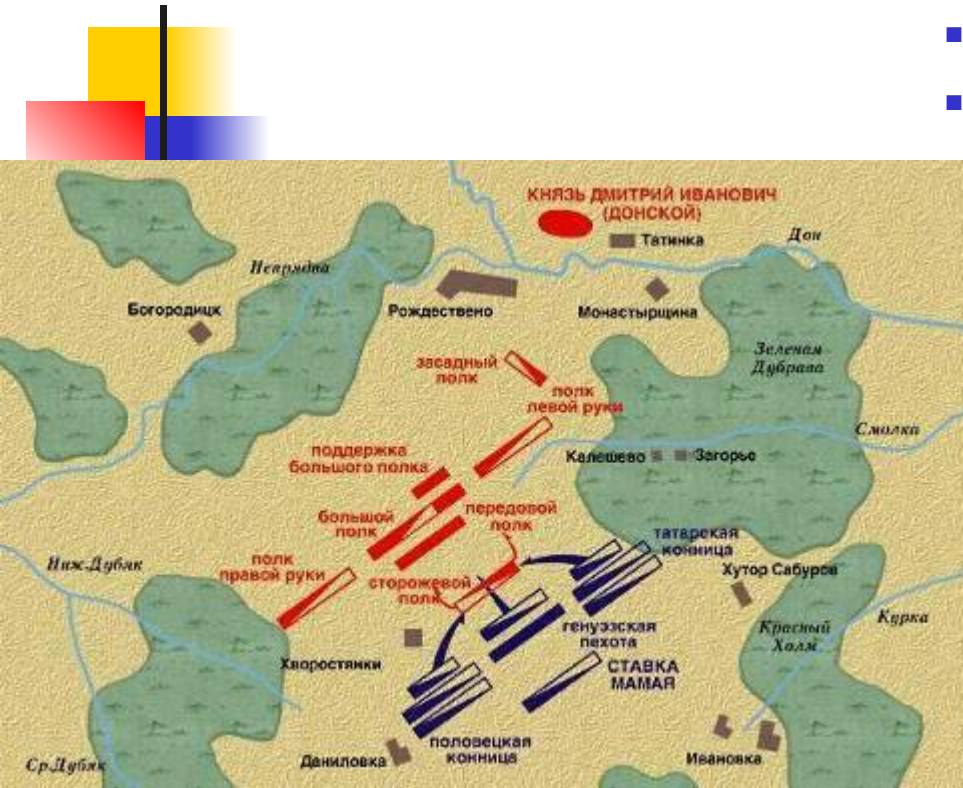 КНЯЗЬ ДМИТРИЙ ИВАНОВИЧ
(ДОНСКОЙ)
Татинка
Дон
Непрядва
Богородицк
Рождествено
Монастырщина
засадный
полк
Зеленая
Дубрава
полк
левой руки
Смолка
поддержка
большого полка
Калешево
Загорье
большой
полк
передовой
полк
татарская
конница
Ниж.Дубяк
полк
правой руки
сторожевой
полк
Хутор Сабуров
Курка
генуэзская
пехота
Красный
Холм
Хворостянки
СТАВКА
МАМАЯ
половецкая
конница
Даниловка
Ивановка
Ср.Дубяк